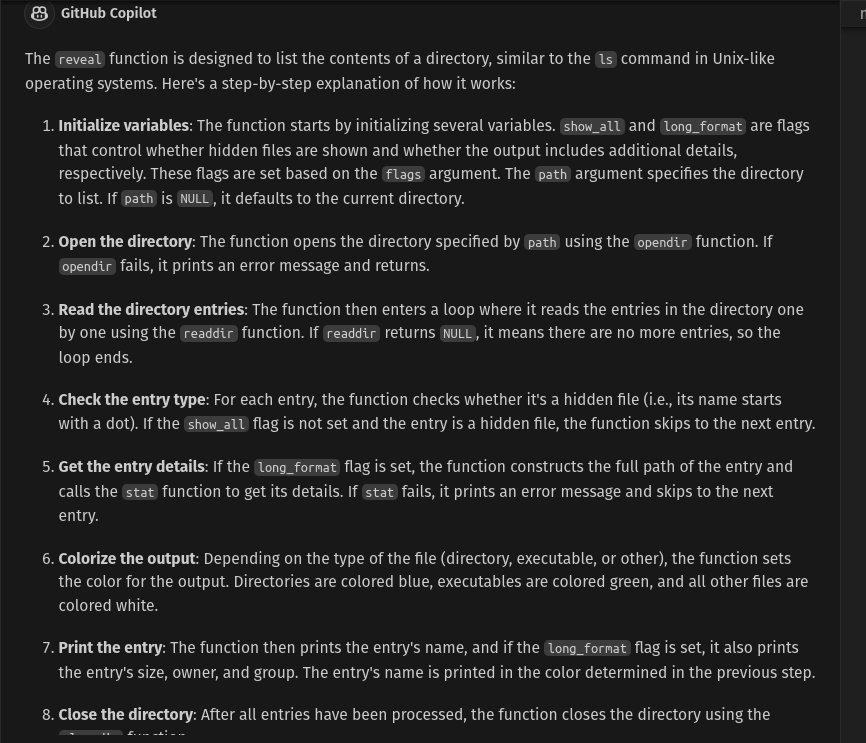 GitHub Copilot
The reveal function is designed to list the contents of a directory, similar to the ls command in Unix-like
operating systems. Here's a step-by-step explanation of how it works:
1. Initialize variables: The function starts by initializing several variables. show_all and long_format are flags
that control whether hidden files are shown and whether the output includes additional details,
respectively. These flags are set based on the flags argument. The path argument specifies the directory
to list. If path is NULL, it defaults to the current directory.
2. Open the directory: The function opens the directory specified by path using the opendir function. If
opendir fails, it prints an error message and returns.
3. Read the directory entries: The function then enters a loop where it reads the entries in the directory one
by one using the readdir function. If readdir returns NULL, it means there are no more entries, so the
loop ends.
4. Check the entry type: For each entry, the function checks whether it's a hidden file (i.e., its name starts
with a dot). If the show_all flag is not set and the entry is a hidden file, the function skips to the next entry.
5. Get the entry details: If the long_format flag is set, the function constructs the full path of the entry and
calls the stat function to get its details. If stat fails, it prints an error message and skips to the next
entry.
6. Colorize the output: Depending on the type of the file (directory, executable, or other), the function sets
the color for the output. Directories are colored blue, executables are colored green, and all other files are
colored white.
7. Print the entry: The function then prints the entry's name, and if the long_format flag is set, it also prints
the entry's size, owner, and group. The entry's name is printed in the color determined in the previous step.
8. Close the directory: After all entries have been processed, the function closes the directory using the